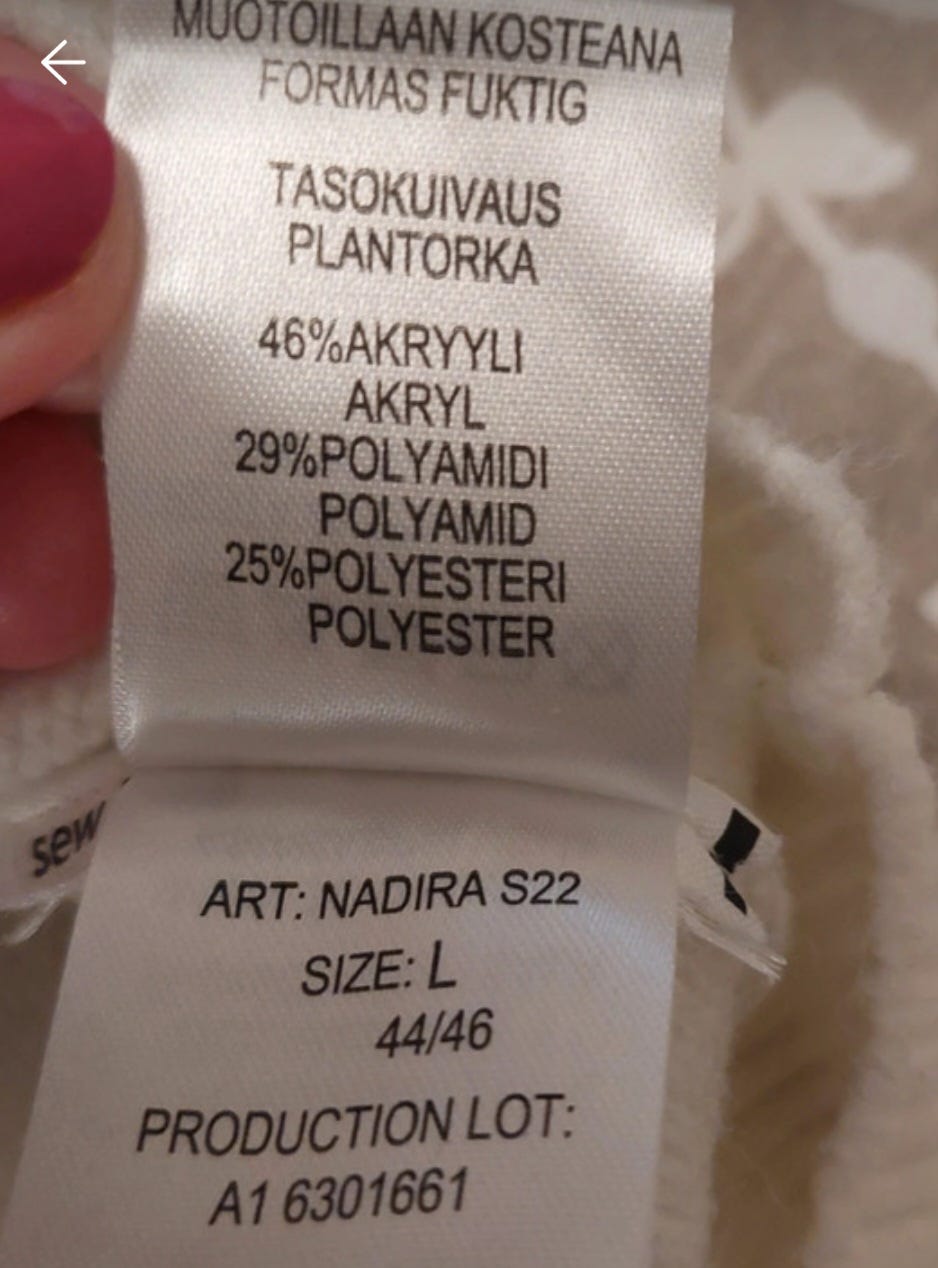 MUOTOILLAAN KOSTEANA
FORMAS FUKTIG
TASOKUIVAUS
PLANTORKA
46%AKRYYLI
AKRYL
29%POLYAMIDI
POLYAMID
25%POLYESTERI
POLYESTER
sew
ART: NADIRA S22
SIZE: L
44/46
PRODUCTION LOT:
A1 6301661